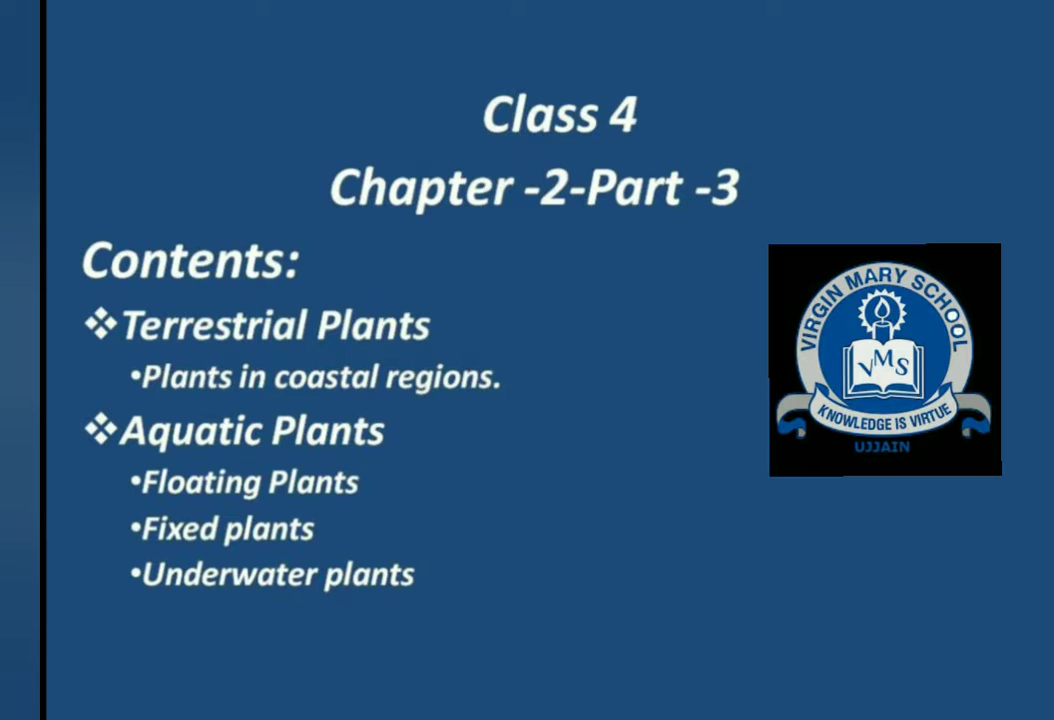 Class 4
Chapter -2-Part -3
Contents:
❖Terrestrial Plants
•Plants in coastal regions.
❖Aquatic Plants
•Floating Plants
•Fixed plants
•Underwater plants
VIRGIN MARY SCHOOL
VMS
KNOWLEDGE IS VIRTUE
UJJAIN